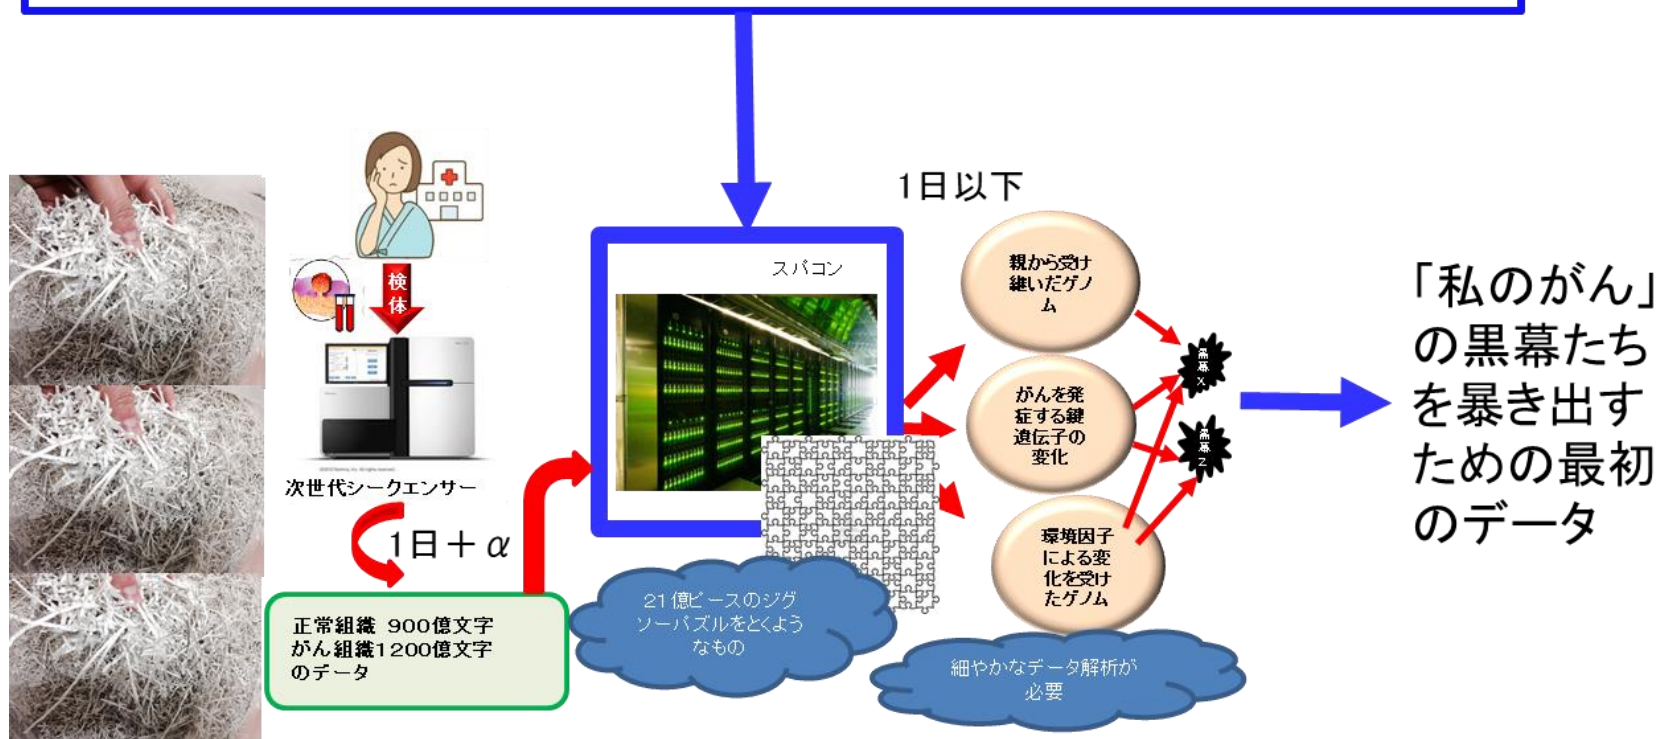 1日以下
スパコン
検
体
親から受け
継いだゲノ
ム
黒
幕
X
がんを発
症する鍵
遺伝子の
変化
黒
幕
Z
「私のがん」
の黒幕たち
を暴き出す
ための最初
のデータ
次世代シークエンサー
1日+α
環境因子
による変
化を受け
たゲノム
正常組織 900億文字
がん組織1200億文字
のデータ
21億ピースのジグ
ソーパズルをとくよう
なもの
細やかなデータ解析が
必要